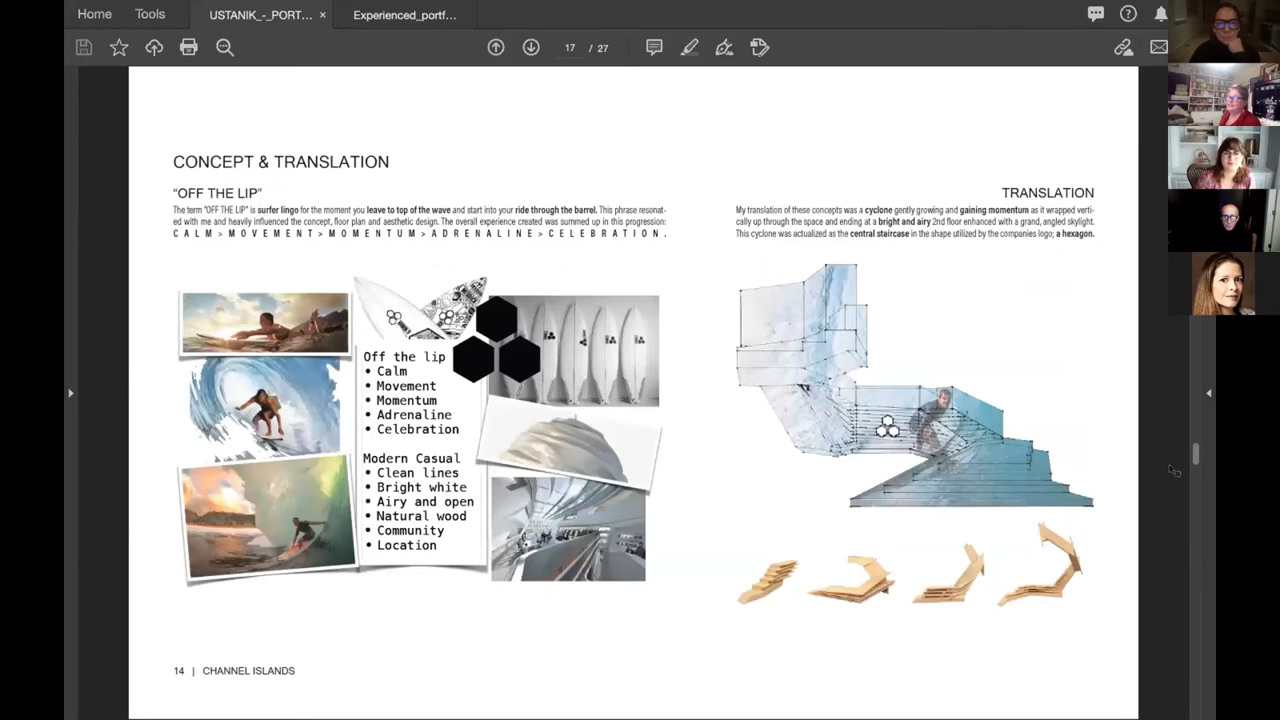 Home
Tools
USTANIK_-_PORT...
Experienced_portf...
17 / 27
CONCEPT & TRANSLATION
“OFF THE LIP”
The term “OFF THE LIP” is surfer lingo for the moment you leave to top of the wave and start into your ride through the barrel. This phrase resonat-
ed with me and heavily influenced the concept, floor plan and aesthetic design. The overall experience created was summed up in this progression:
CALM > MOVEMENT > MOMENTUM > ADRENALINE > CELEBRATION.
TRANSLATION
My translation of these concepts was a cyclone gently growing and gaining momentum as it wrapped verti-
cally up through the space and ending at a bright and airy 2nd floor enhanced with a grand, angled skylight.
This cyclone was actualized as the central staircase in the shape utilized by the companies logo; a hexagon.
Off the lip
• Calm
• Movement
• Momentum
• Adrenaline
• Celebration
Modern Casual
• Clean lines
• Bright white
• Airy and open
• Natural wood
• Community
• Location
14 | CHANNEL ISLANDS